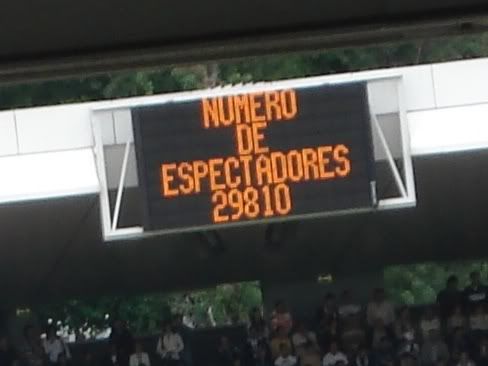 NUMERO
DE
ESPECTADORES
29810